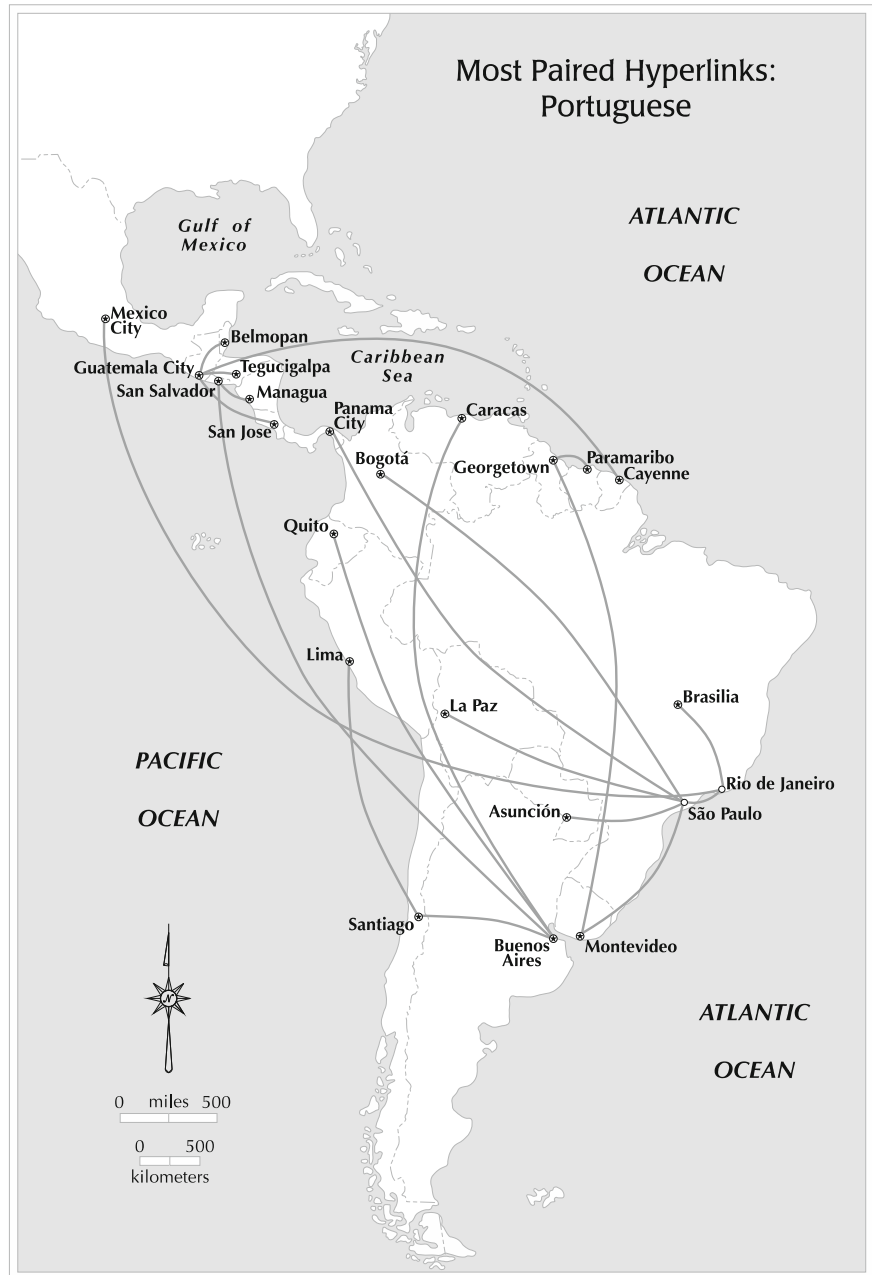 Most Paired Hyperlinks:
Portuguese
ATLANTIC
OCEAN
Gulf of
Mexico
Mexico
City
Belmopan
Guatemala City
Tegucigalpa
San Salvador
Managua
San Jose
Caribbean
Sea
Panama
City
Caracas
Bogotá
Georgetown
Paramaribo
Cayenne
Quito
Lima
La Paz
Brasilia
PACIFIC
OCEAN
Rio de Janeiro
São Paulo
Asunción
Santiago
Buenos
Aires
Montevideo
ATLANTIC
OCEAN
N
0 miles 500
0 500
kilometers